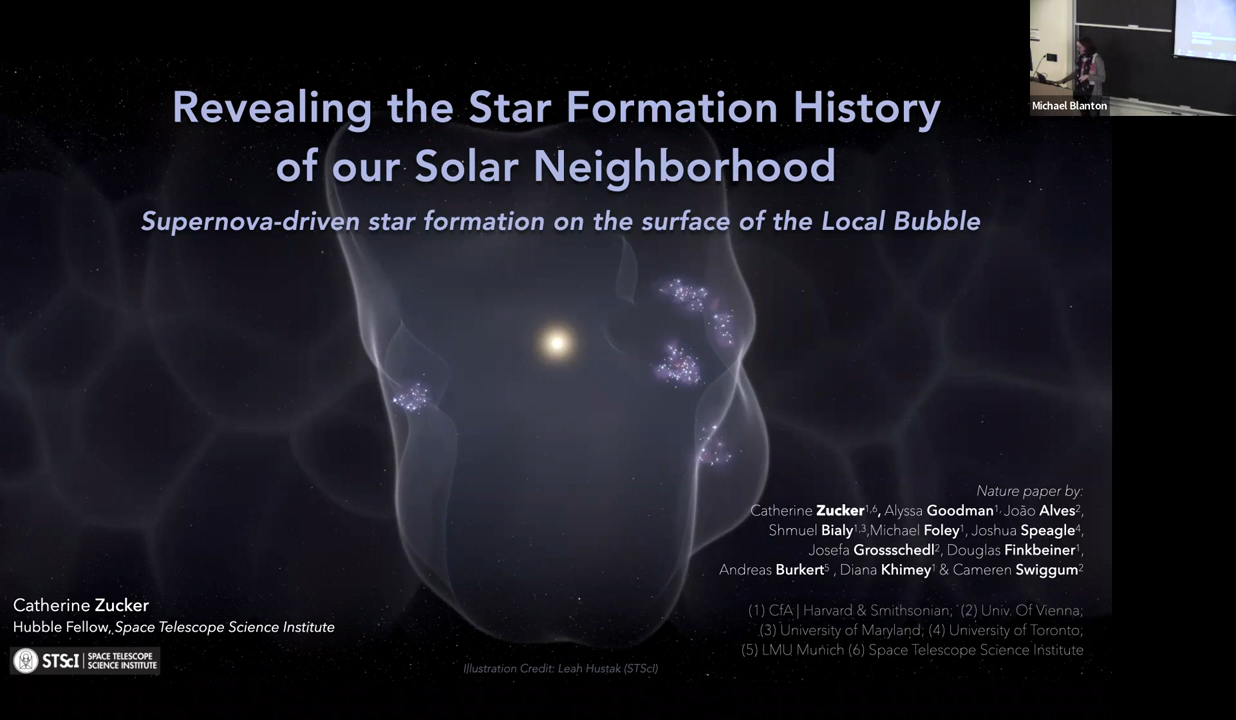 Revealing the Star Formation History
of our Solar Neighborhood
Supernova-driven star formation on the surface of the Local Bubble
Michael Blanton
Nature paper by:
Catherine Zucker¹,⁶, Alyssa Goodman¹, João Alves²,
Shmuel Bialy¹,³,Michael Foley¹, Joshua Speagle⁴,
Josefa Grossschedl², Douglas Finkbeiner¹,
Andreas Burkert⁵ , Diana Khimey¹ & Cameren Swiggum²
(1) CfA | Harvard & Smithsonian; (2) Univ. Of Vienna;
(3) University of Maryland; (4) University of Toronto;
(5) LMU Munich (6) Space Telescope Science Institute
Catherine Zucker
Hubble Fellow, Space Telescope Science Institute
STScI | SPACE TELESCOPE
SCIENCE INSTITUTE
Illustration Credit: Leah Hustak (STScI)